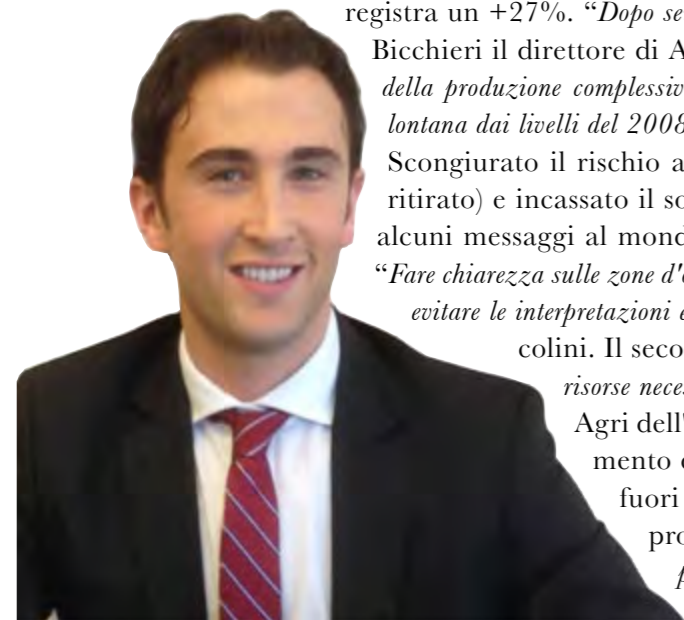 registra un +27%. “Dopo se
Bicchieri il direttore di A
della produzione complessiv
lontana dai livelli del 2008
Scongiurato il rischio a
ritirato) e incassato il so
alcuni messaggi al mond
“Fare chiarezza sulle zone d'
evitare le interpretazioni e
colini. Il seco
risorse neces
Agri dell'
mento
fuori
pro
p